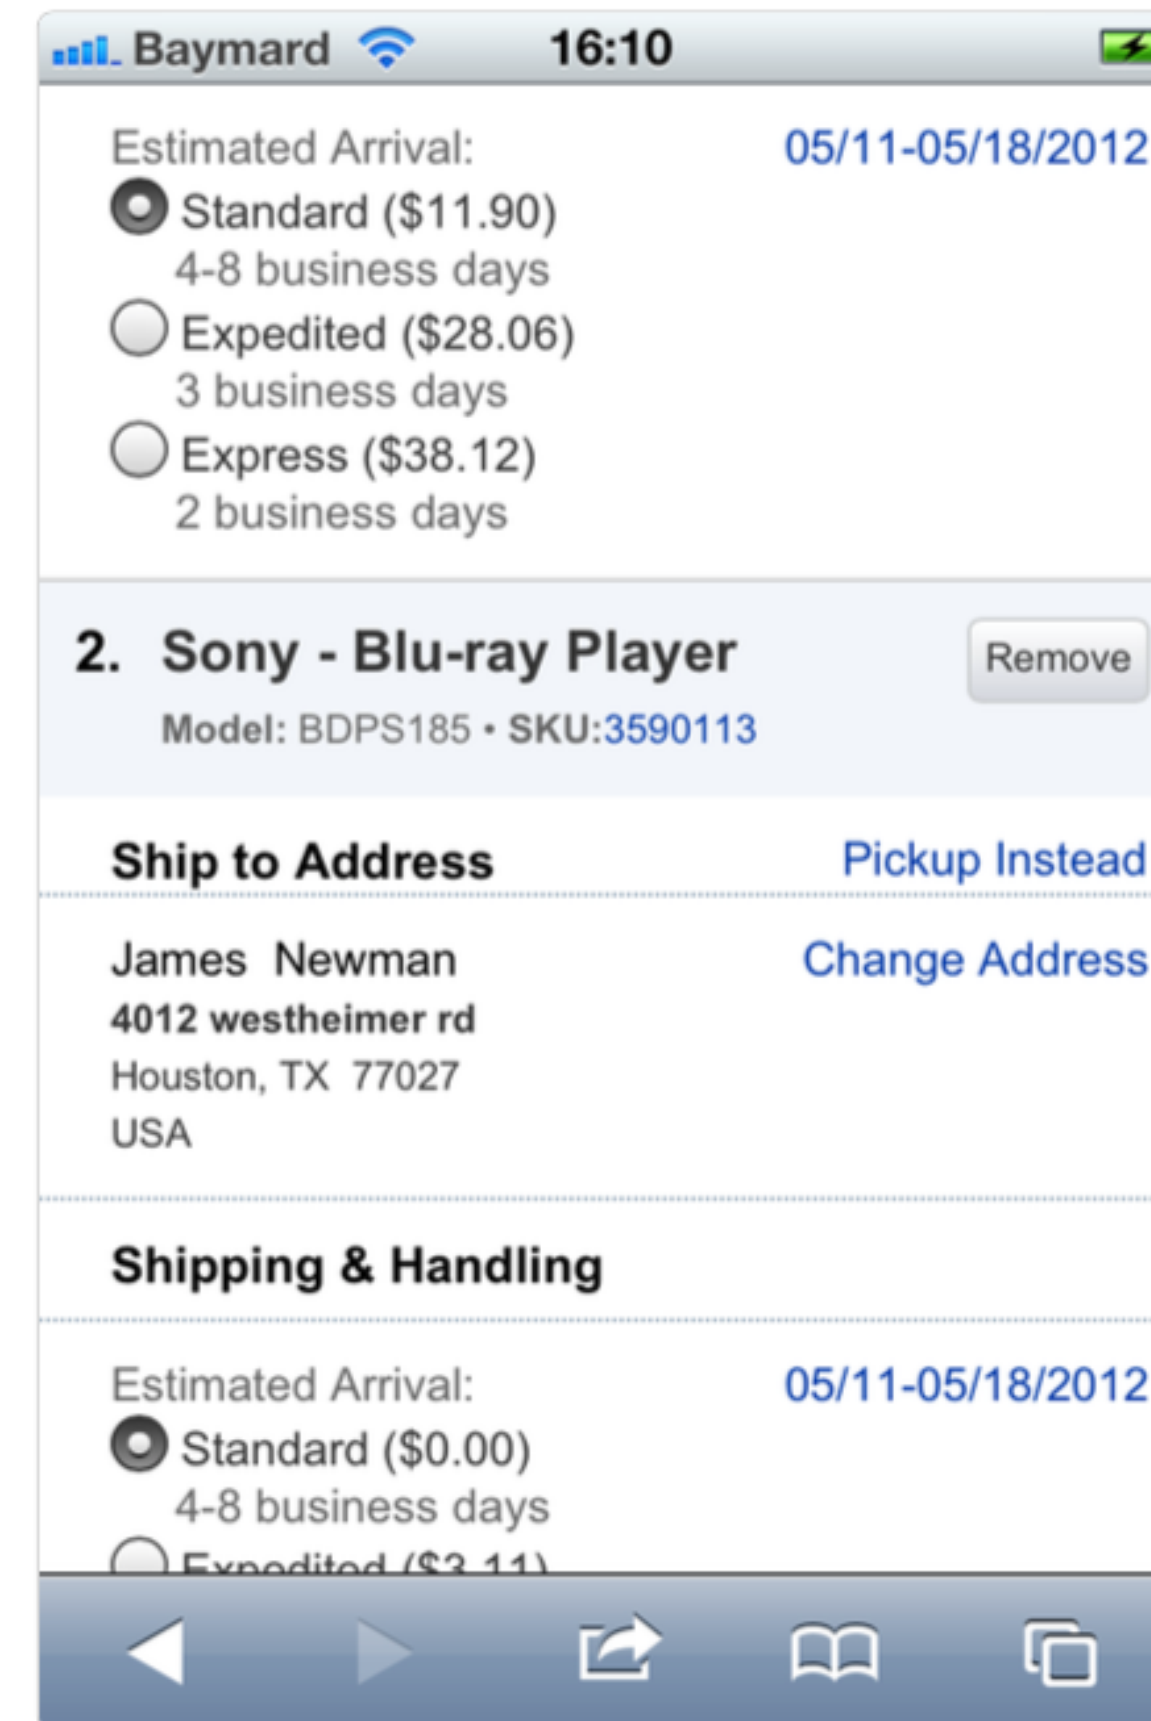 Baymard 16:10
Estimated Arrival: 05/11-05/18/2012
Standard ($11.90)
4-8 business days
Expedited ($28.06)
3 business days
Express ($38.12)
2 business days
2. Sony - Blu-ray Player Remove
Model: BDPS185 • SKU:3590113
Ship to Address Pickup Instead
James Newman Change Address
4012 westheimer rd
Houston, TX 77027
USA
Shipping & Handling
Estimated Arrival: 05/11-05/18/2012
Standard ($0.00)
4-8 business days
Expedited ($3.11)